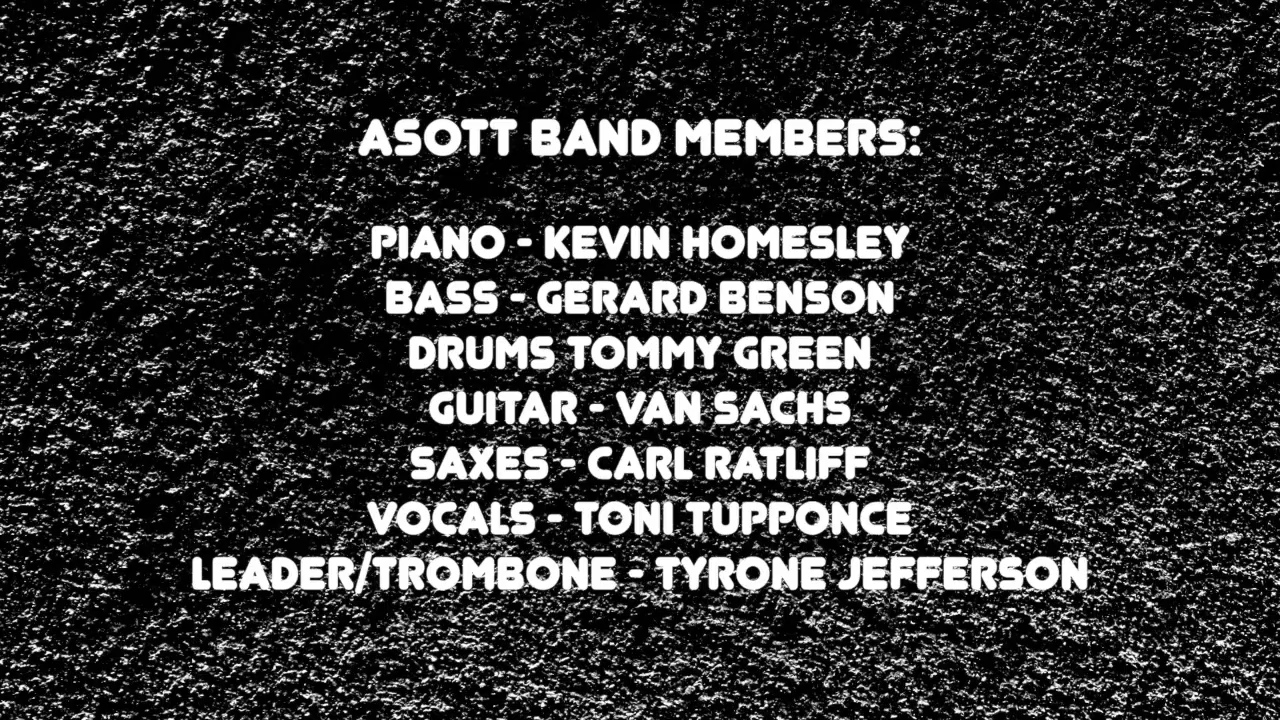 ASOTT BAND MEMBERS:
PIANO - KEVIN HOMESLEY
BASS - GERARD BENSON
DRUMS TOMMY GREEN
GUITAR - VAN SACHS
SAXES - CARL RATLIFF
VOCALS - TONI TUPPONCE
LEADER/TROMBONE - TYRONE JEFFERSON